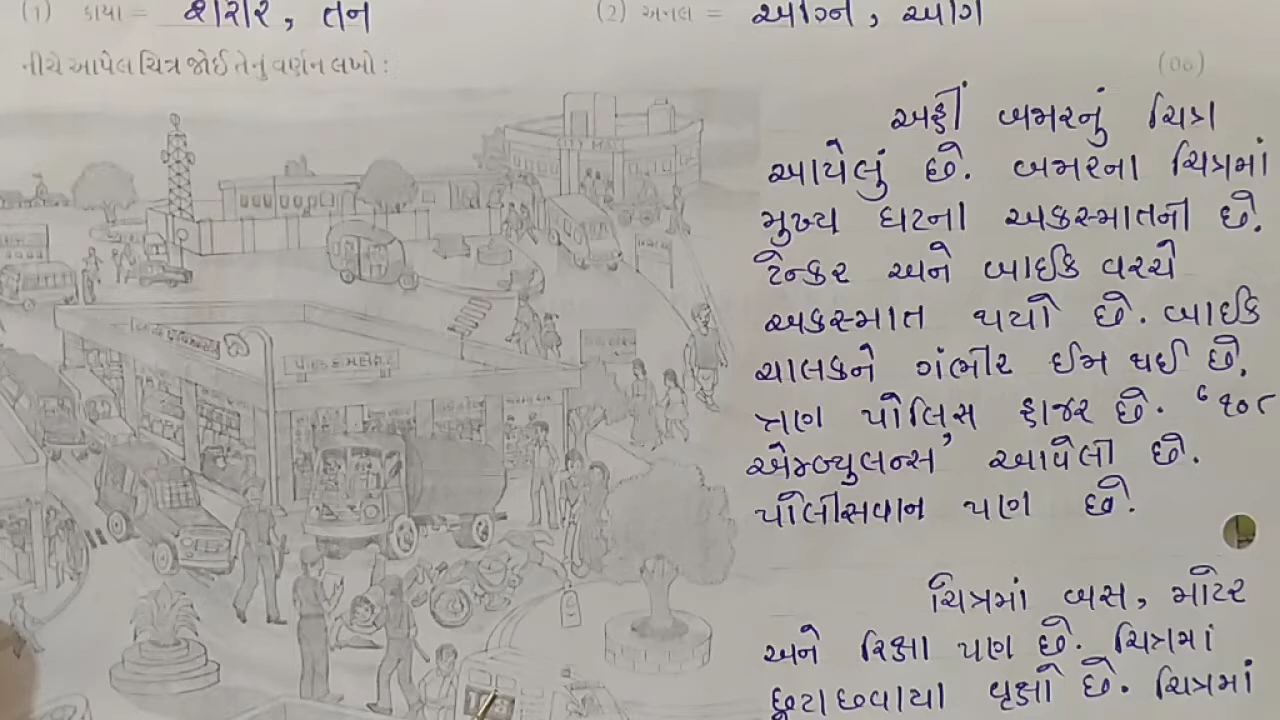 (1) કાયા = શરીર, તન
(2) અનલ = અગ્નિ, આગ
નીચે આપેલ ચિત્ર જોઈ તેનું વર્ણન લખો :
CITY MALL
અહીં બજારનું ચિત્ર
આપેલું છે. બજારના ચિત્રમાં
મુખ્ય ઘટના અકસ્માતની છે.
ટેન્કર અને બાઈક વચ્ચે
અકસ્માત થયો છે. બાઈક
ચાલકને ગંભીર ઈજા થઈ છે.
ત્રણ પોલિસ હાજર છે. '૧૦૮
એમ્બ્યુલન્સ' આવેલી છે.
પોલીસવાન પણ છે.
ચિત્રમાં બસ, મોટર
અને રિક્ષા પણ છે. ચિત્રમાં
છૂટાછવાયા વૃક્ષો છે. ચિત્રમાં